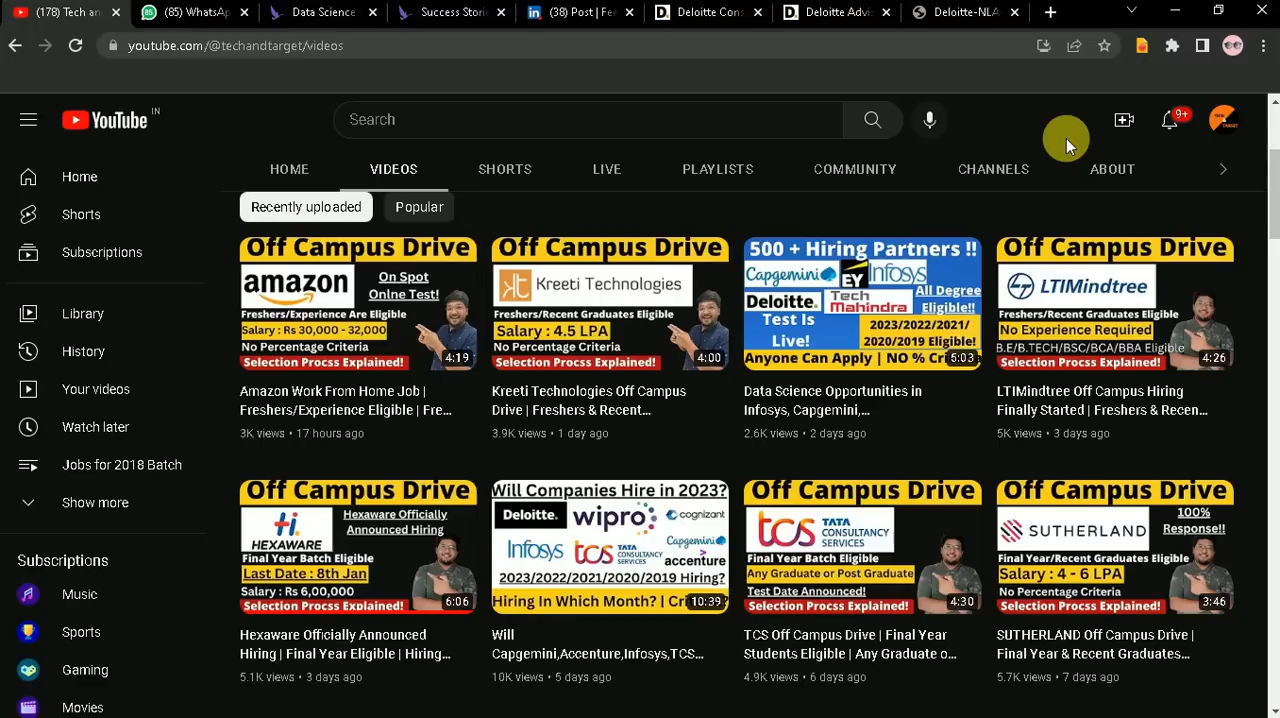 (178) Tech an
(85) WhatsAp
Data Science
Success Stori
(38) Post | Fe
Deloitte Con
Deloitte Advi
Deloitte-NLA
youtube.com/@techandtarget/videos
YouTube IN
Search
9+
HOME
VIDEOS
SHORTS
LIVE
PLAYLISTS
COMMUNITY
CHANNELS
ABOUT
Home
Shorts
Subscriptions
Library
History
Your videos
Watch later
Jobs for 2018 Batch
Show more
Subscriptions
Music
Sports
Gaming
Movies
Recently uploaded
Popular
Off Campus Drive
amazon
On Spot
Onlne Test!
Freshers/Experience Are Eligible
Salary : Rs 30,000 - 32,000
No Percentage Criteria
Selection Procss Explained!
4:19
Amazon Work From Home Job |
Freshers/Experience Eligible | Fre...
3K views • 17 hours ago
Off Campus Drive
Kreeti Technologies
Freshers/Recent Graduates Eligible
Salary : 4.5 LPA
No Percentage Criteria
Selection Procss Explained!
4:00
Kreeti Technologies Off Campus
Drive | Freshers & Recent...
3.9K views • 1 day ago
500 + Hiring Partners !!
Capgemini
EY
Infosys
Deloitte.
Tech
Mahindra
All Degree
Eligible!!
Test Is
Live!
2023/2022/2021/
2020/2019 Eligible!
Anyone Can Apply | NO % Cr
5:03
Data Science Opportunities in
Infosys, Capgemini,...
2.6K views • 2 days ago
Off Campus Drive
LTIMindtree
Freshers/Recent Graduates Eligible
No Experience Required
B.E/B.TECH/BSC/BCA/BBA Eligible
Selection Procss Explained!
4:26
LTIMindtree Off Campus Hiring
Finally Started | Freshers & Recen...
5K views • 3 days ago
Off Campus Drive
HEXAWARE
Hexaware Officially
Announced Hiring
Final Year Batch Eligible
Last Date : 8th Jan
Salary : Rs 6,00,000
Selection Procss Explained!
6:06
Hexaware Officially Announced
Hiring | Final Year Eligible | Hiring...
5.1K views • 3 days ago
Will Companies Hire in 2023?
Deloitte.
wipro
cognizant
Infosys
tcs TATA
CONSULTANCY
SERVICES
Capgemini
accenture
2023/2022/2021/2020/2019 Hiring?
Hiring In Which Month? | Cr
10:39
Will
Capgemini,Accenture,Infosys,TCS...
10K views • 5 days ago
Off Campus Drive
tcs TATA
CONSULTANCY
SERVICES
Final Year Batch Eligible
Any Graduate or Post Graduate
Test Date Announced!
Selection Procss Explained!
4:30
TCS Off Campus Drive | Final Year
Students Eligible | Any Graduate o...
4.9K views • 6 days ago
Off Campus Drive
SUTHERLAND
100%
Response!!
Final Year/Recent Graduates Eligible
Salary : 4 - 6 LPA
No Percentage Criteria
Selection Procss Explained!
3:46
SUTHERLAND Off Campus Drive |
Final Year & Recent Graduates...
5.7K views • 7 days ago